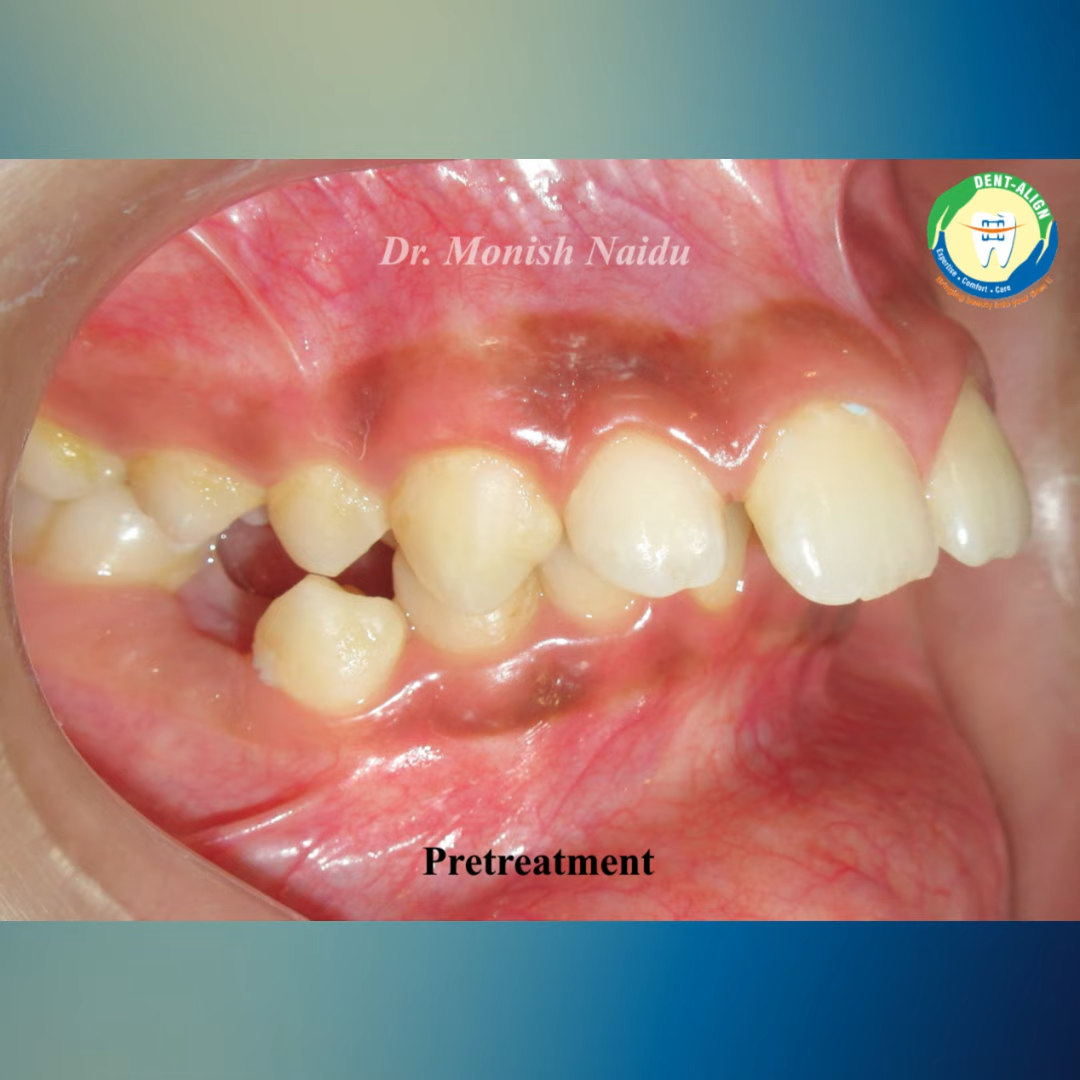 DENT-ALIGN
Dr. Monish Naidu
Expertise • Comfort • Care
Pretreatment